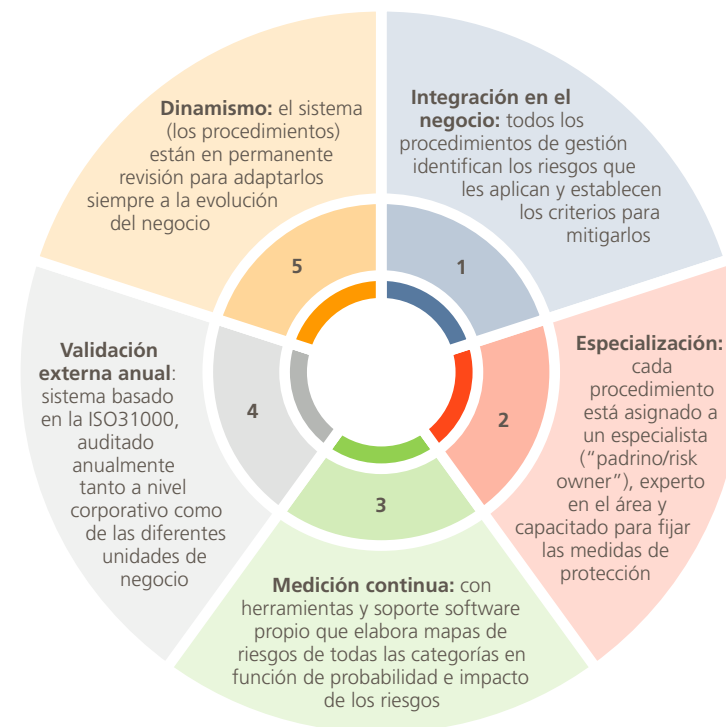 Integración en el
negocio: todos los
procedimientos de gestión
identifican los riesgos que
les aplican y establecen
los criterios para
mitigarlos
1
Especialización:
cada
procedimiento
está asignado a
un especialista
(“padrino/risk
owner”), experto
en el área y
capacitado para fijar
las medidas de
protección
2
3
Medición continua: con
herramientas y soporte software
propio que elabora mapas de
riesgos de todas las categorías en
función de probabilidad e impacto
de los riesgos
Validación
externa anual:
sistema basado
en la ISO31000,
auditado
anualmente
tanto a nivel
corporativo como
de las diferentes
unidades de
negocio
4
Dinamismo: el sistema
(los procedimientos)
están en permanente
revisión para adaptarlos
siempre a la evolución
del negocio
5